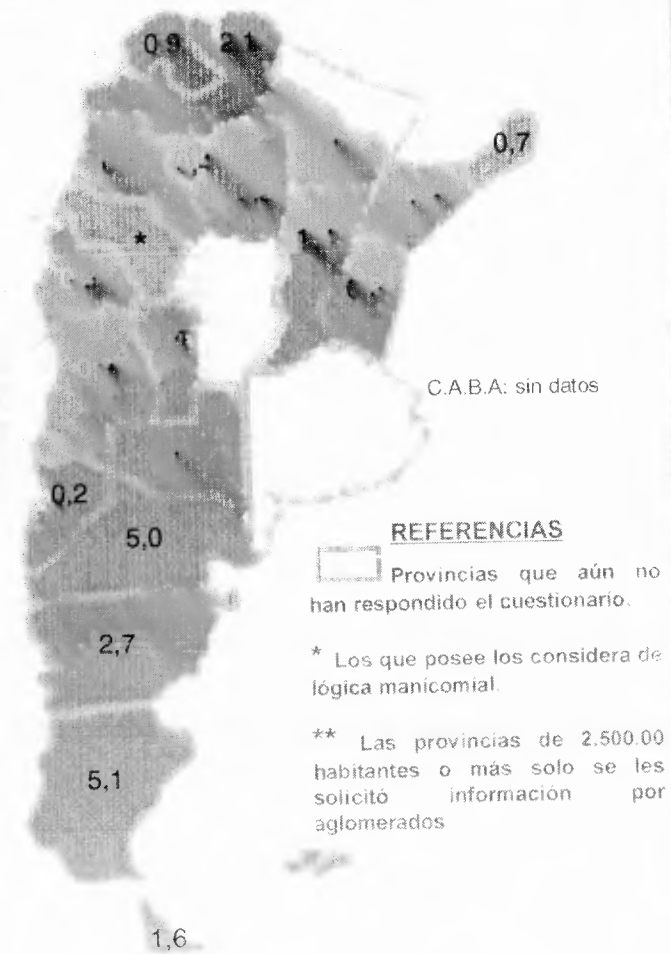 0,9
2,1
0,7
*
C.A.B.A: sin datos
0,2
5,0
REFERENCIAS
Provincias que aún no
han respondido el cuestionario.
2,7
* Los que posee los considera de
lógica manicomial.
** Las provincias de 2.500.00
habitantes o más solo se les
solicitó información por
aglomerados
5,1
1,6